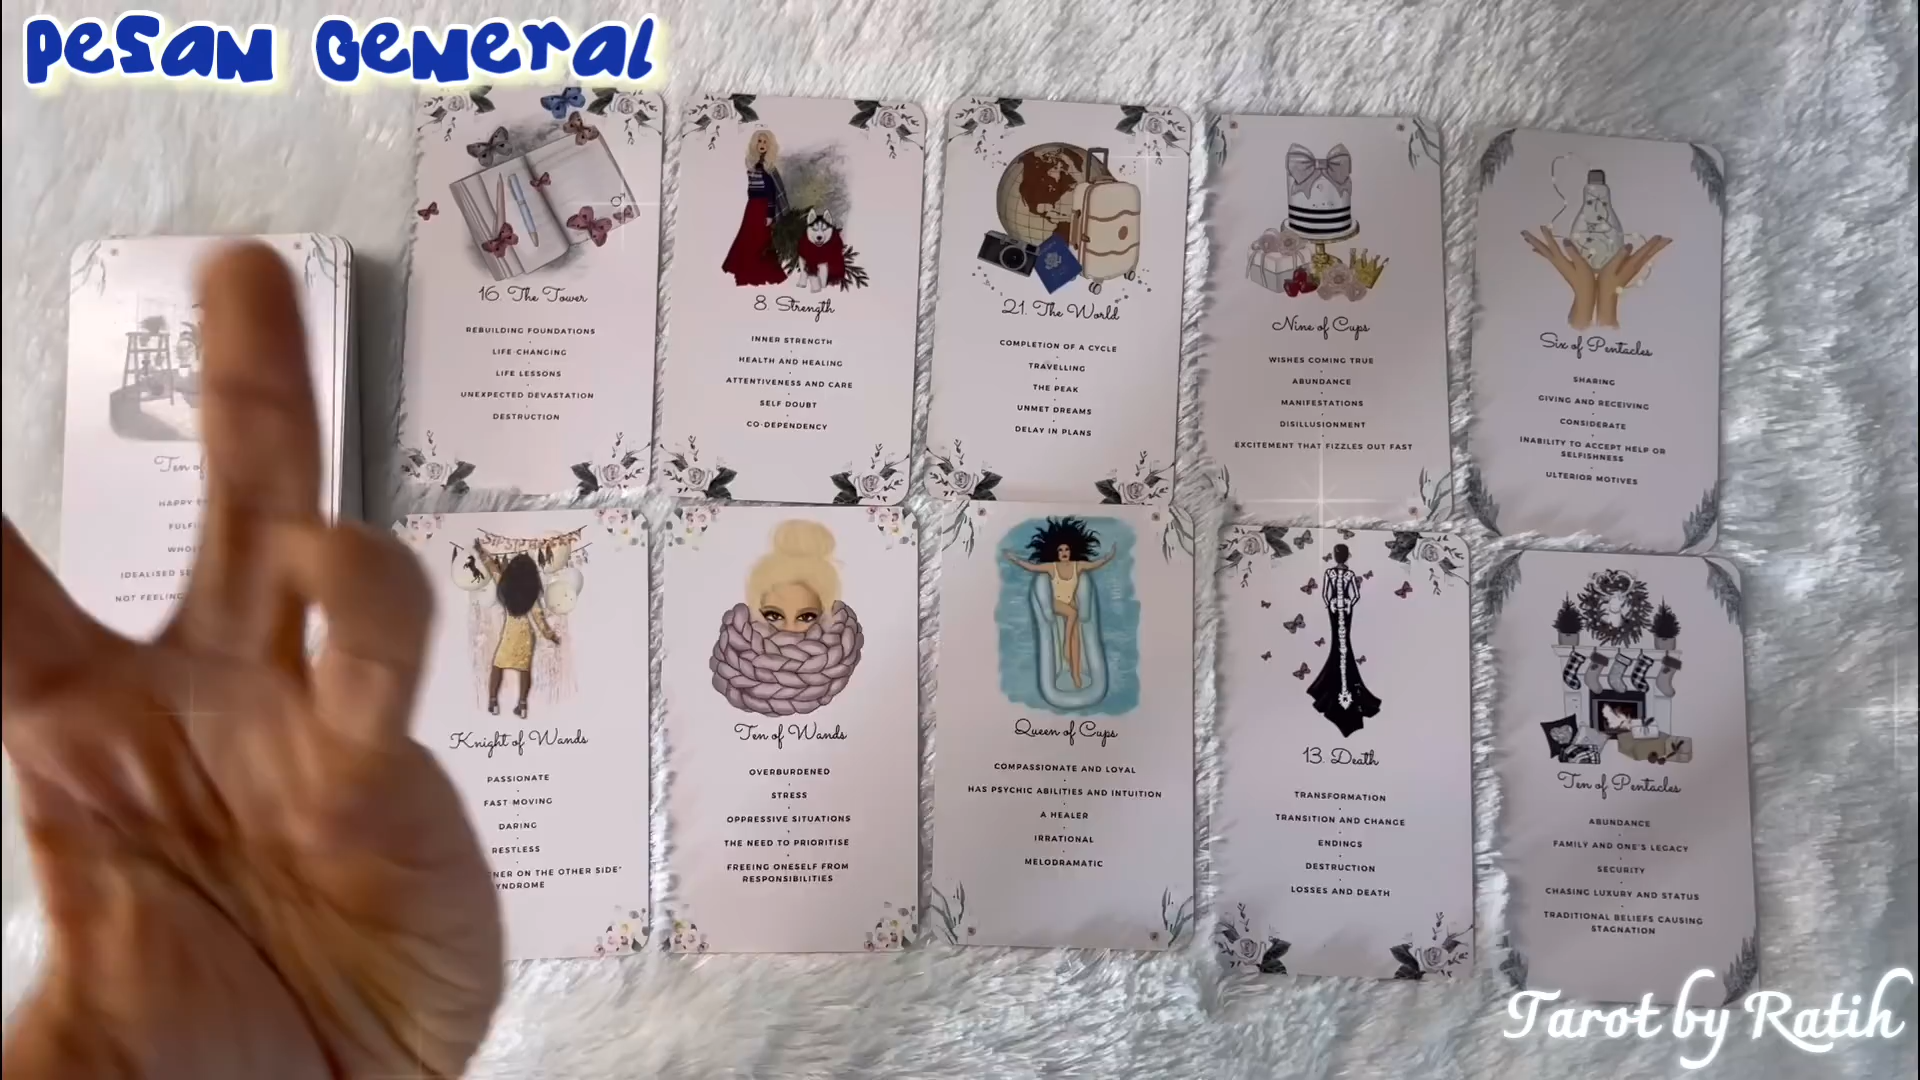 PESAN GENERAL
16. The Tower
REBUILDING FOUNDATIONS
LIFE-CHANGING
LIFE LESSONS
UNEXPECTED DEVASTATION
DESTRUCTION
8. Strength
INNER STRENGTH
HEALTH AND HEALING
ATTENTIVENESS AND CARE
SELF DOUBT
CO-DEPENDENCY
21. The World
COMPLETION OF A CYCLE
TRAVELLING
THE PEAK
UNMET DREAMS
DELAY IN PLANS
Nine of Cups
WISHES COMING TRUE
ABUNDANCE
MANIFESTATIONS
DISILLUSIONMENT
EXCITEMENT THAT FIZZLES OUT FAST
Six of Pentacles
SHARING
GIVING AND RECEIVING
CONSIDERATE
INABILITY TO ACCEPT HELP OR
SELFISHNESS
ULTERIOR MOTIVES
Ten
HAPPY
IDEALISED
NOT FEELING
Knight of Wands
PASSIONATE
FAST MOVING
DARING
RESTLESS
ON THE OTHER SIDE'
Ten of Wands
OVERBURDENED
STRESS
OPPRESSIVE SITUATIONS
THE NEED TO PRIORITISE
FREEING ONESELF FROM
RESPONSIBILITIES
Queen of Cups
COMPASSIONATE AND LOYAL
HAS PSYCHIC ABILITIES AND INTUITION
A HEALER
IRRATIONAL
MELODRAMATIC
13. Death
TRANSFORMATION
TRANSITION AND CHANGE
ENDINGS
DESTRUCTION
LOSSES AND DEATH
Ten of Pentacles
ABUNDANCE
FAMILY AND ONE'S LEGACY
SECURITY
CHASING LUXURY AND STATUS
TRADITIONAL BELIEFS CAUSING
STAGNATION
Tarot by Ratih